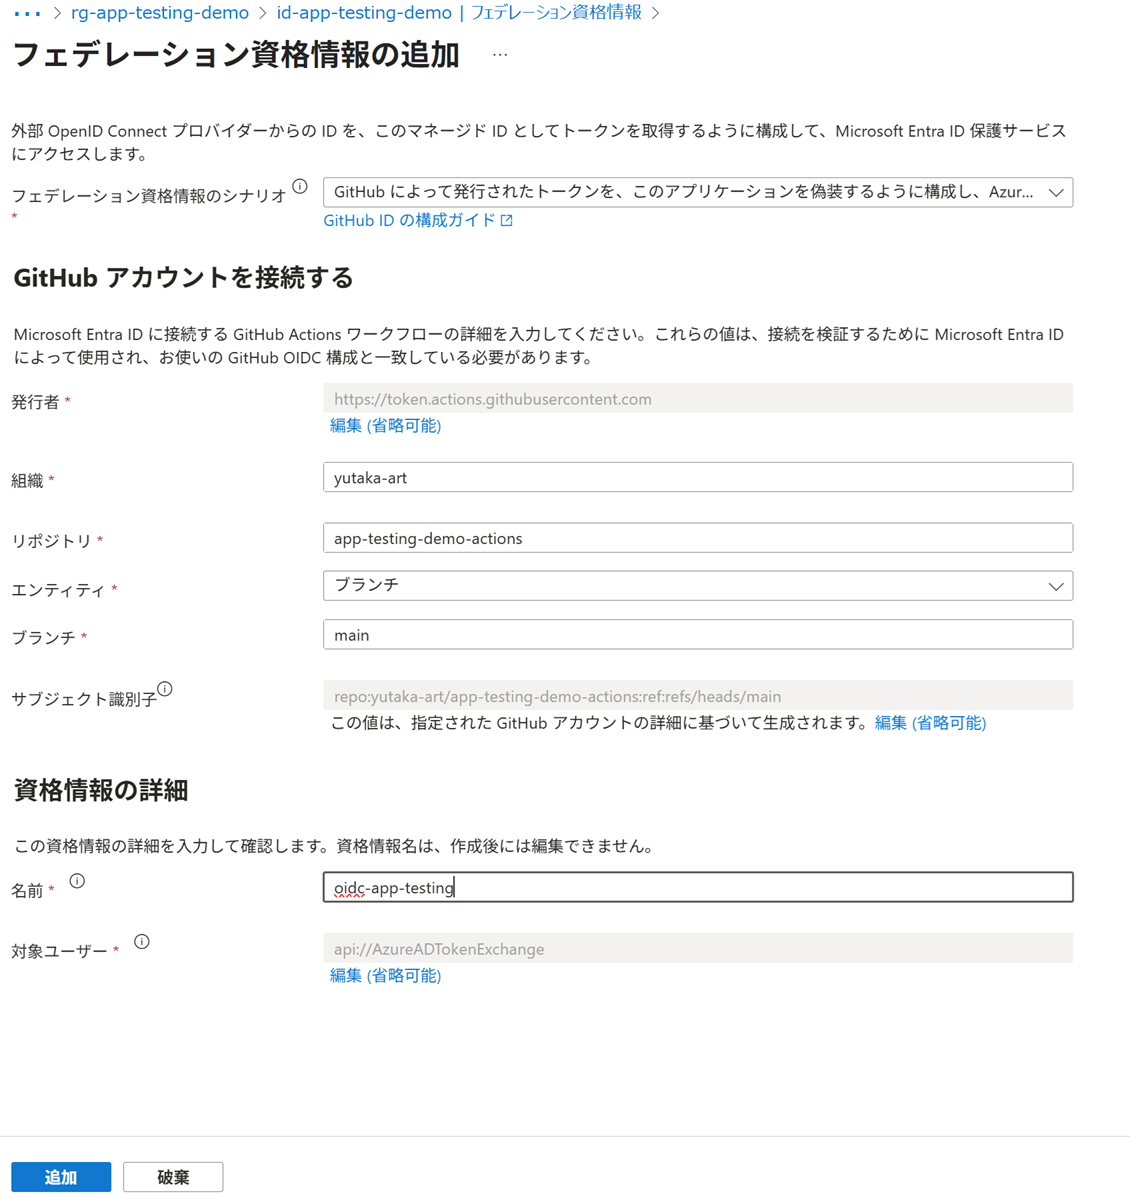 ··· > rg-app-testing-demo > id-app-testing-demo | フェデレーション資格情報 >
フェデレーション資格情報の追加 ···
外部 OpenID Connect プロバイダーからの ID を、このマネージド ID としてトークンを取得するように構成して、Microsoft Entra ID 保護サービス
にアクセスします。
フェデレーション資格情報のシナリオ
*
GitHub によって発行されたトークンを、このアプリケーションを偽装するように構成し、Azur...
GitHub ID の構成ガイド
GitHub アカウントを接続する
Microsoft Entra ID に接続する GitHub Actions ワークフローの詳細を入力してください。これらの値は、接続を検証するために Microsoft Entra ID
によって使用され、お使いの GitHub OIDC 構成と一致している必要があります。
発行者 *
https://token.actions.githubusercontent.com
編集 (省略可能)
組織 *
yutaka-art
リポジトリ *
app-testing-demo-actions
エンティティ *
ブランチ
ブランチ *
main
サブジェクト識別子
repo:yutaka-art/app-testing-demo-actions:ref:refs/heads/main
この値は、指定された GitHub アカウントの詳細に基づいて生成されます。編集 (省略可能)
資格情報の詳細
この資格情報の詳細を入力して確認します。資格情報名は、作成後には編集できません。
名前 *
oidc-app-testing
対象ユーザー *
api://AzureADTokenExchange
編集 (省略可能)
追加
破棄